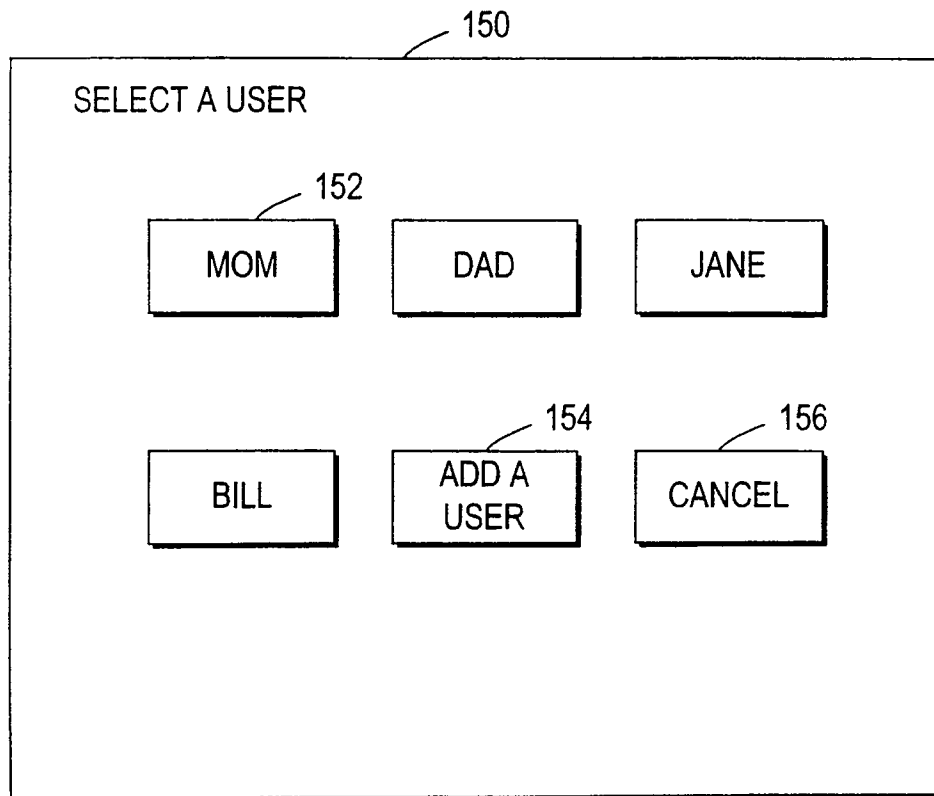 150
SELECT A USER
152
MOM
DAD
JANE
154
156
BILL
ADD A
USER
CANCEL